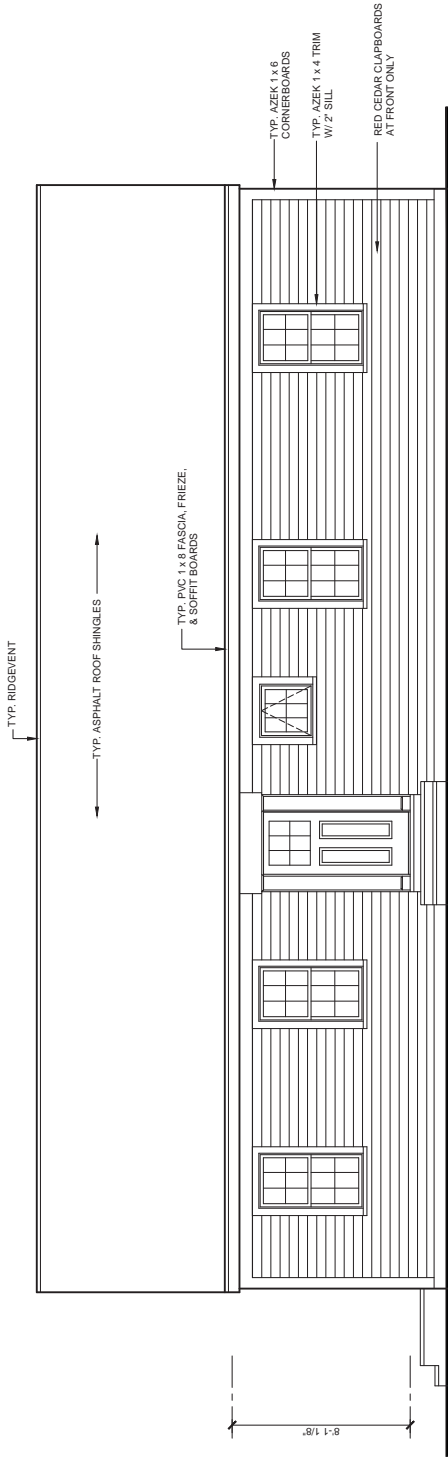 TYP. RIDGEVENT
TYP. ASPHALT ROOF SHINGLES
TYP. PVC 1 x 8 FASCIA, FRIEZE,
& SOFFIT BOARDS
TYP. AZEK 1 x 6
CORNERBOARDS
TYP. AZEK 1 x 4 TRIM
W/ 2" SILL
RED CEDAR CLAPBOARDS
AT FRONT ONLY
8'-1 1/8"